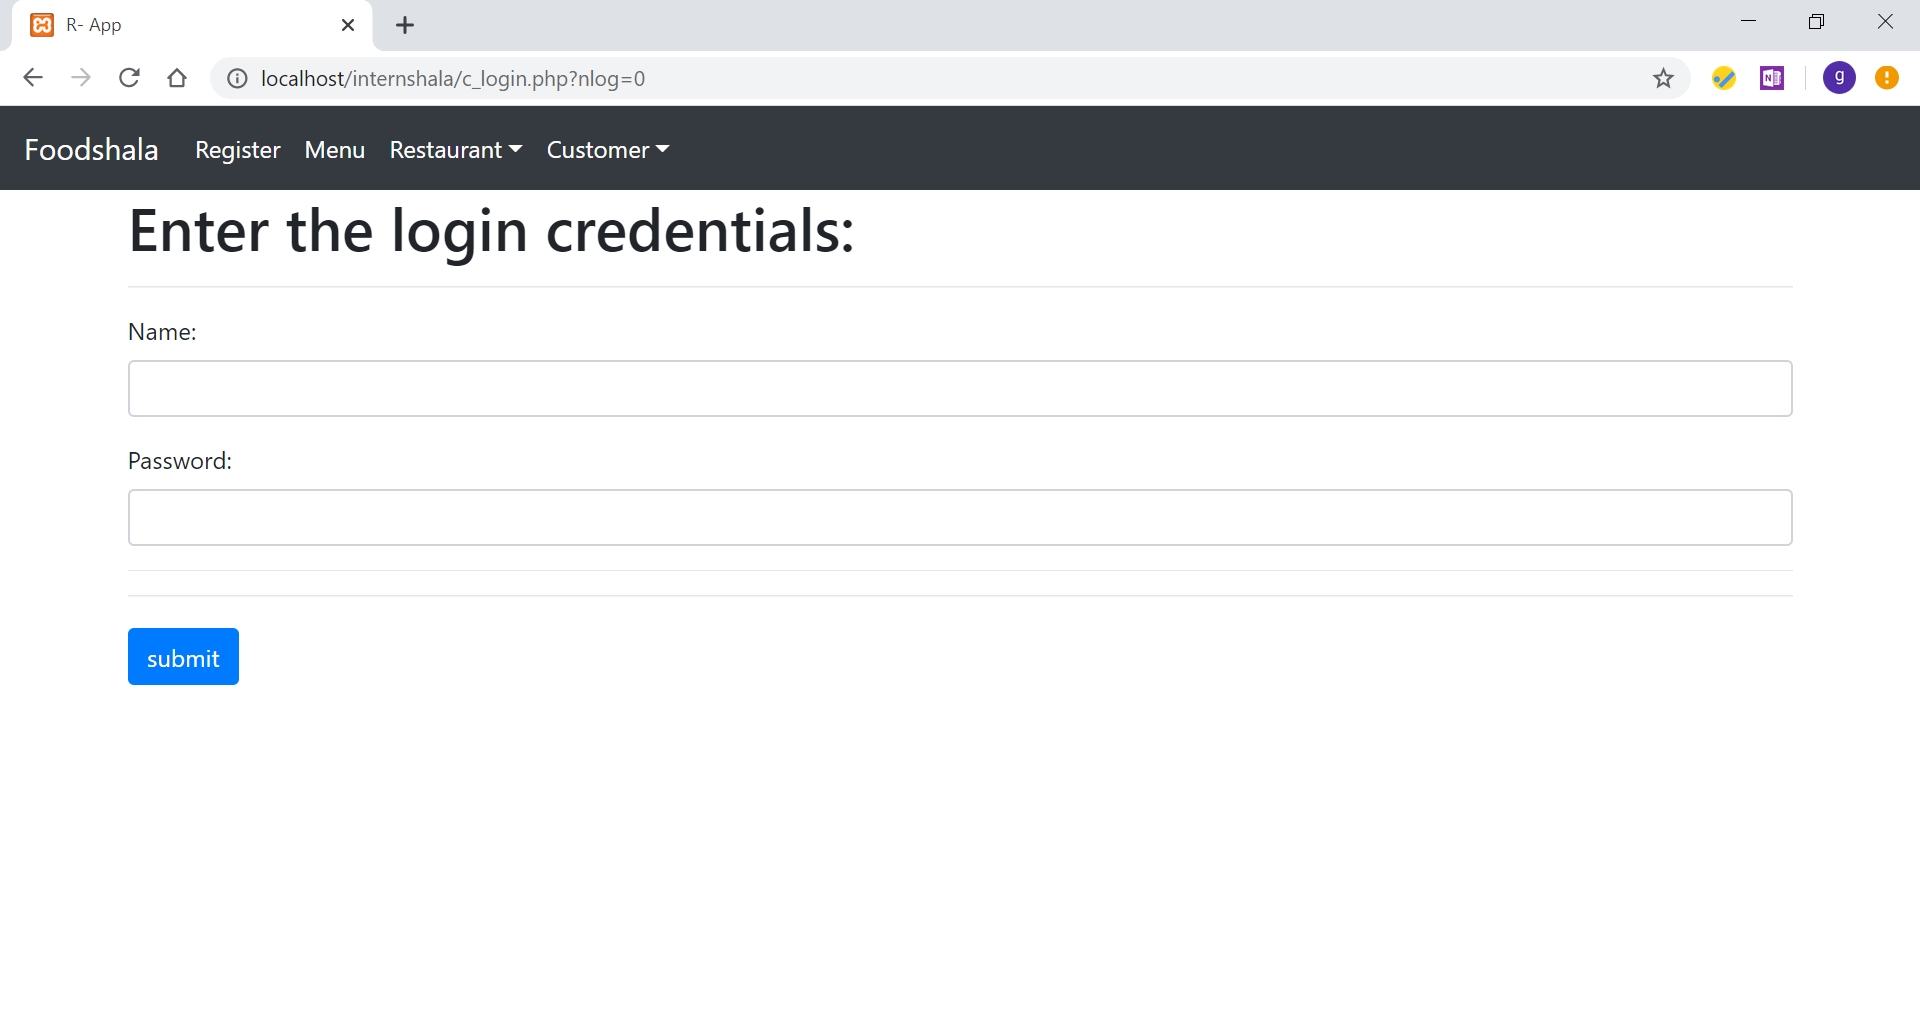 R- App
localhost/internshala/c_login.php?nlog=0
g
Foodshala Register Menu Restaurant Customer
Enter the login credentials:
Name:
Password:
submit